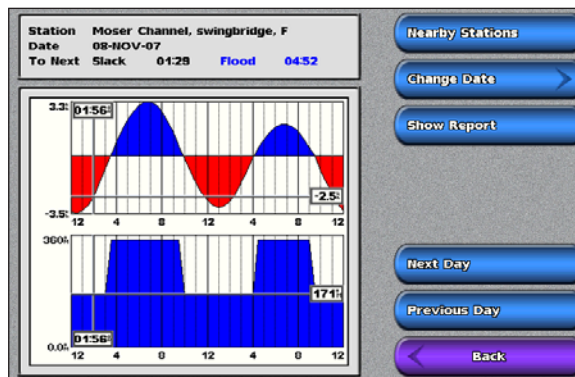 Station Moser Channel, swingbridge, F
Date 08-NOV-07
To Next Slack 01:29 Flood 04:52
Nearby Stations
Change Date
Show Report
Next Day
Previous Day
Back
3.3
01:56
-2.5
-3.5
12 4 8 12 4 8 12
360
171
01:56
0.0
12 4 8 12 4 8 12